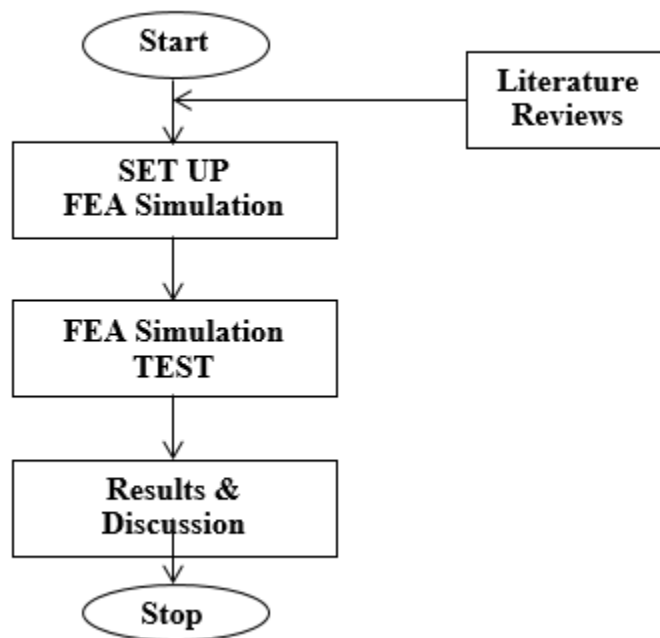 Start
Literature
Reviews
SET UP
FEA Simulation
FEA Simulation
TEST
Results &
Discussion
Stop